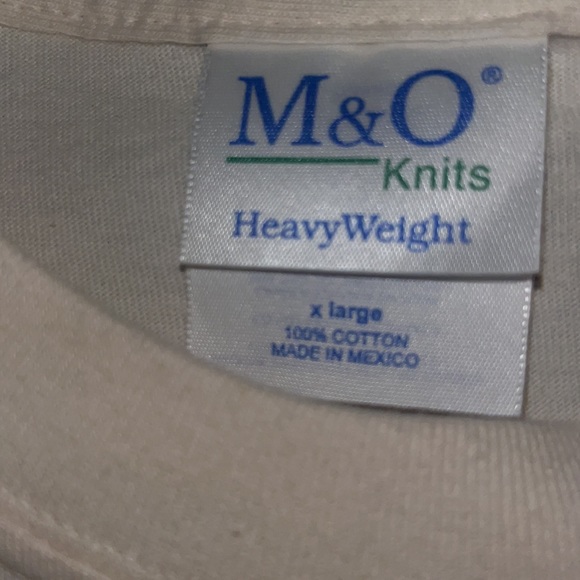 M&O®
Knits
HeavyWeight
x large
100% COTTON
MADE IN MEXICO